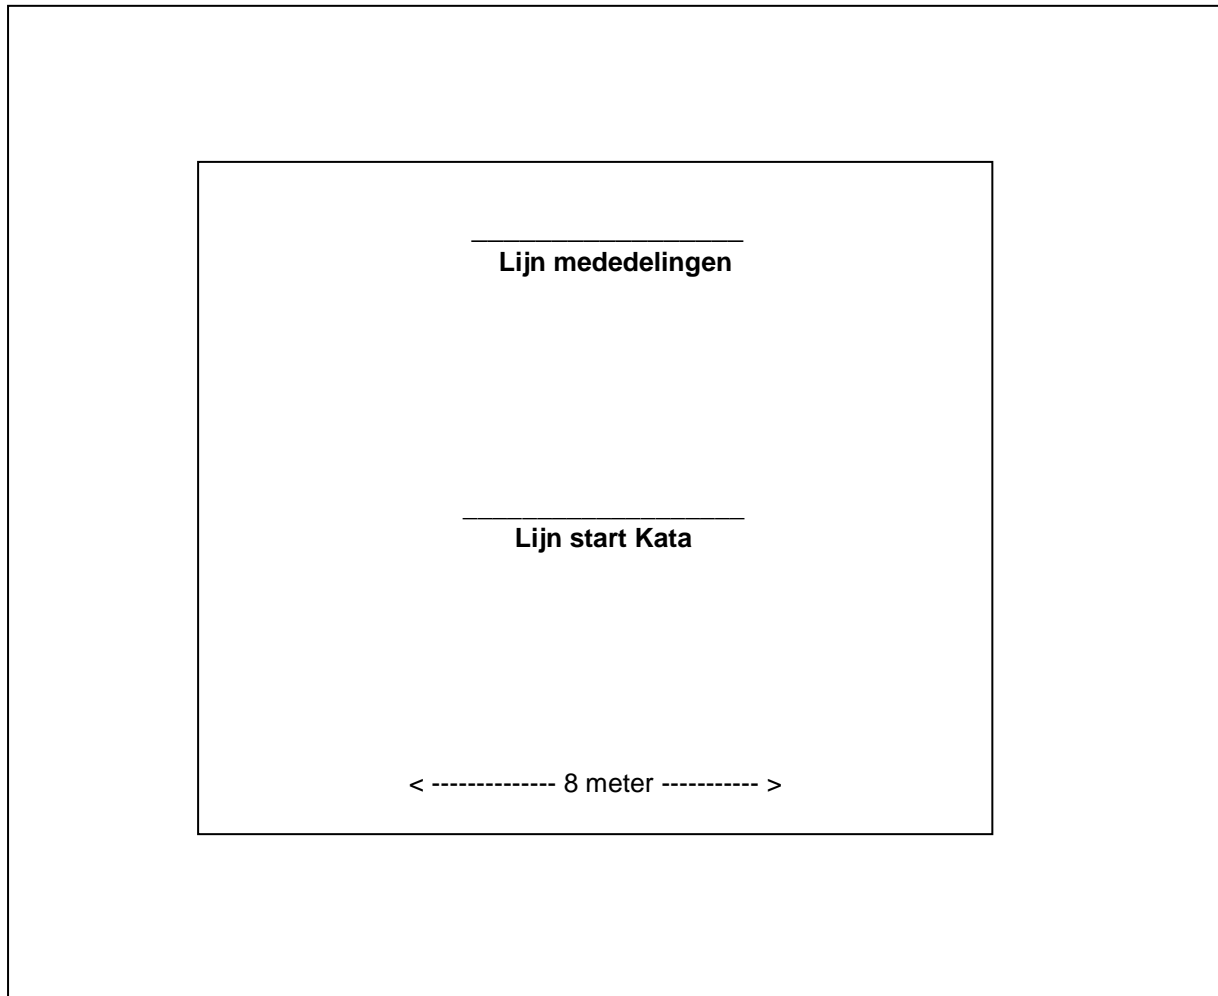 Lijn mededelingen
Lijn start Kata
< -------------- 8 meter ----------- >